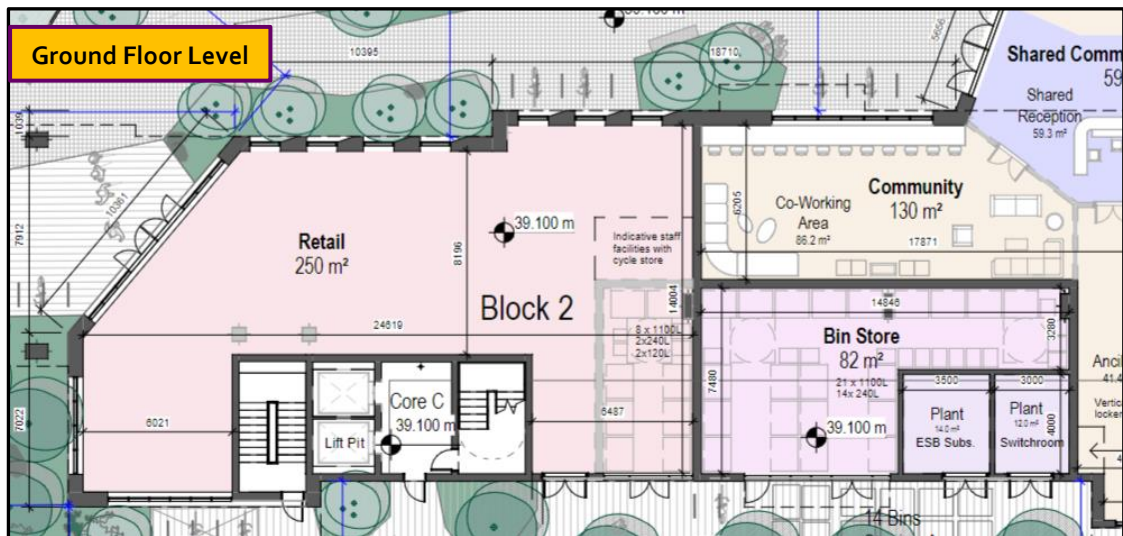 Ground Floor Level
10395
18710
5656
Shared Comm
59
Shared
Reception
59.3 m²
1039
10361
7912
Retail
250 m²
39.100 m
8196
Indicative staff
facilities with
cycle store
Community
130 m²
Co-Working
Area
86.2 m²
6205
17871
Block 2
14004
24619
8 x 1100L
2x240L
2x120L
14846
Bin Store
82 m²
3280
21 x 1100L
14x 240L
7480
3500
3000
Plant
14.0 m²
ESB Subs.
Plant
12.0 m²
Switchroom
4000
Ancil
41.4
Vertic
locker
7022
6021
Core C
39.100 m
Lift Pit
6487
39.100 m
14 Bins